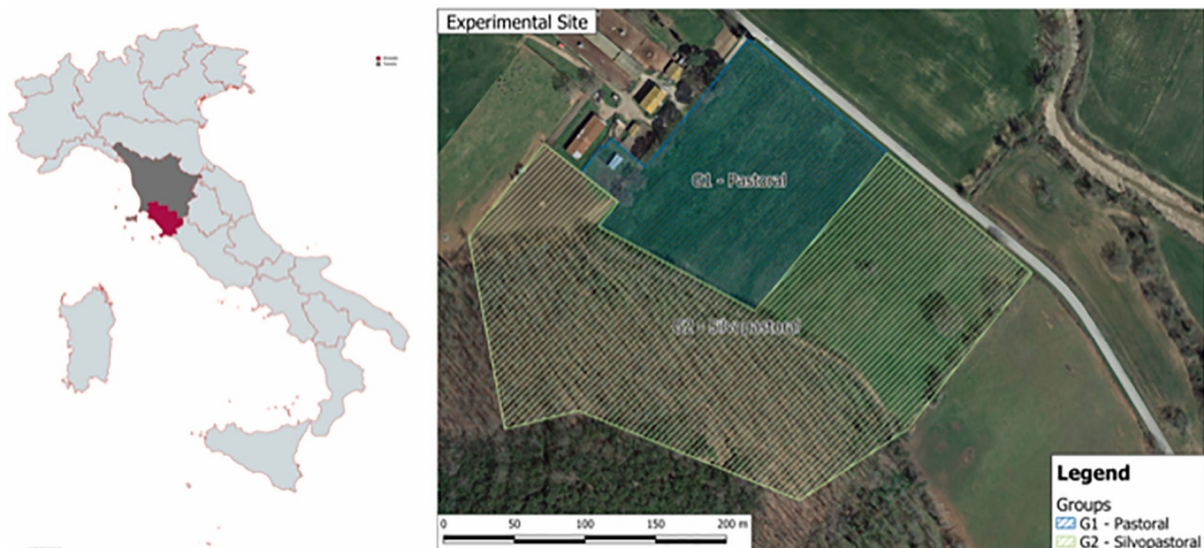 Experimental Site
G1 - Pastoral
G2 - Silvopastoral
0 50 100 150 200 m
Legend
Groups
G1 - Pastoral
G2 - Silvopastoral